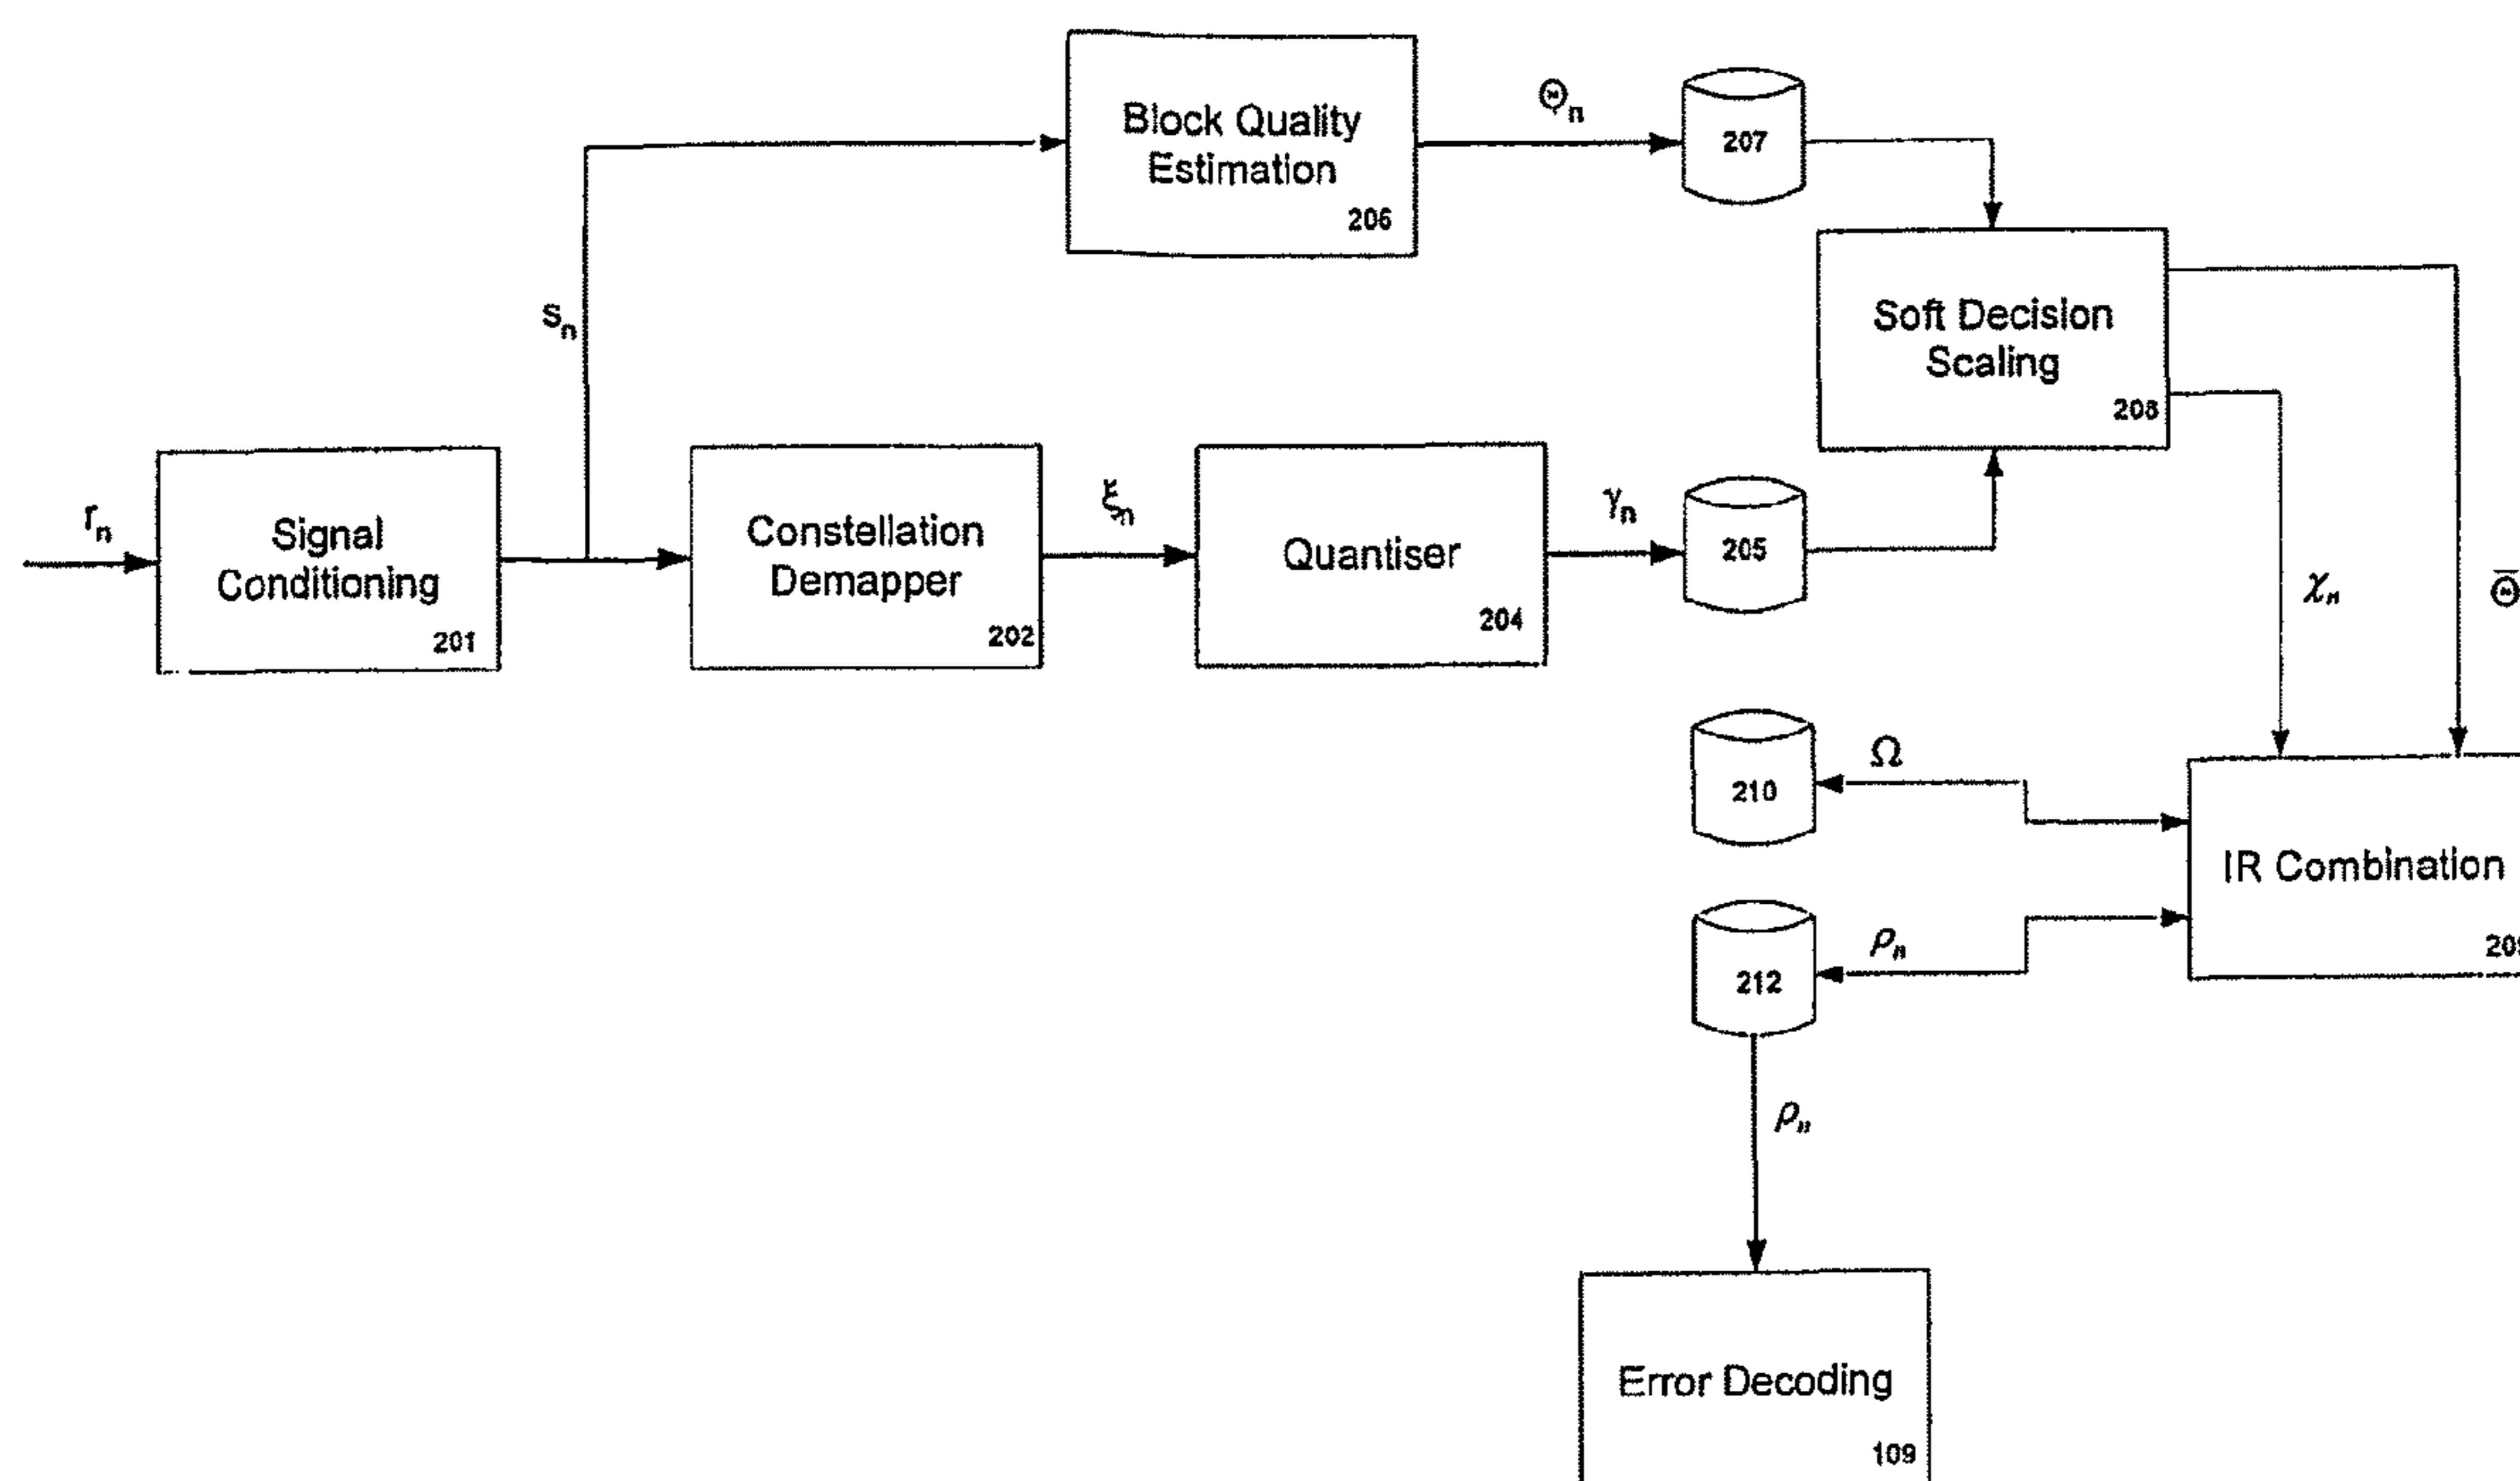 Block Quality
Estimation
206
Θn
207
Soft Decision
Scaling
208
sn
rn
Signal
Conditioning
201
Constellation
Demapper
202
ξn
Quantiser
204
γn
205
χn
Θ̄
210
Ω
IR Combination
212
ρn
ρn
Error Decoding
109